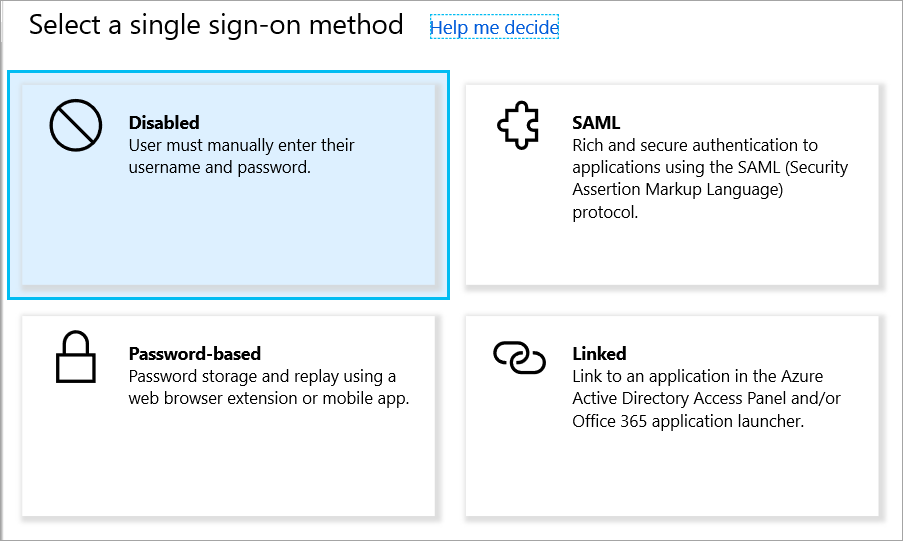 Select a single sign-on method Help me decide
Disabled
User must manually enter their
username and password.
SAML
Rich and secure authentication to
applications using the SAML (Security
Assertion Markup Language)
protocol.
Password-based
Password storage and replay using a
web browser extension or mobile app.
Linked
Link to an application in the Azure
Active Directory Access Panel and/or
Office 365 application launcher.